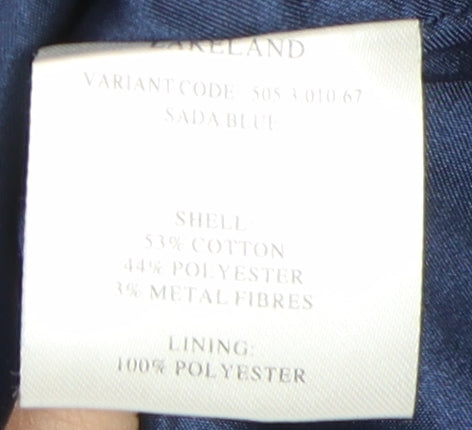 LAKELAND
VARIANT CODE 505 3 010 67
SADA BLUE
SHELL:
53% COTTON
44% POLYESTER
3% METAL FIBRES
LINING:
100% POLYESTER